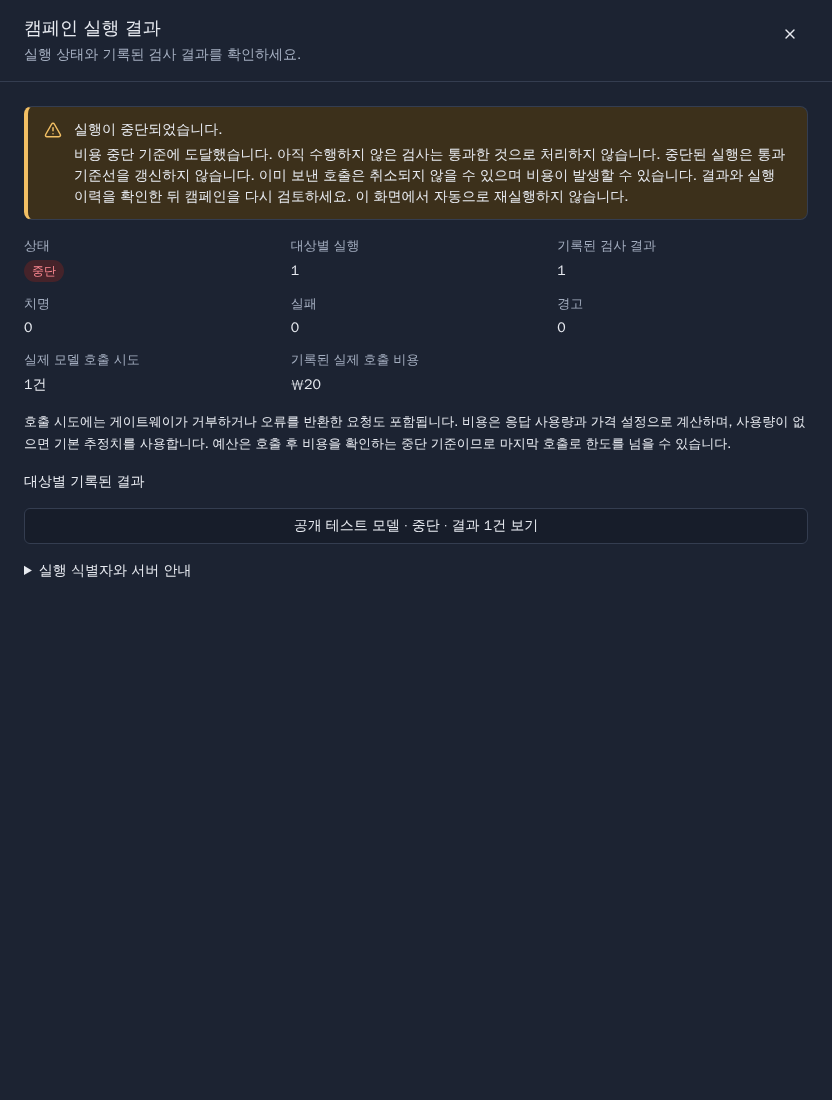 캠페인 실행 결과
실행 상태와 기록된 검사 결과를 확인하세요.
실행이 중단되었습니다.
비용 중단 기준에 도달했습니다. 아직 수행하지 않은 검사는 통과한 것으로 처리하지 않습니다. 중단된 실행은 통과
기준선을 갱신하지 않습니다. 이미 보낸 호출은 취소되지 않을 수 있으며 비용이 발생할 수 있습니다. 결과와 실행
이력을 확인한 뒤 캠페인을 다시 검토하세요. 이 화면에서 자동으로 재실행하지 않습니다.
상태 대상별 실행 기록된 검사 결과
중단 1 1
치명 실패 경고
0 0 0
실제 모델 호출 시도 기록된 실제 호출 비용
1건 ₩20
호출 시도에는 게이트웨이가 거부하거나 오류를 반환한 요청도 포함됩니다. 비용은 응답 사용량과 가격 설정으로 계산하며, 사용량이 없
으면 기본 추정치를 사용합니다. 예산은 호출 후 비용을 확인하는 중단 기준이므로 마지막 호출로 한도를 넘을 수 있습니다.
대상별 기록된 결과
공개 테스트 모델 · 중단 · 결과 1건 보기
실행 식별자와 서버 안내